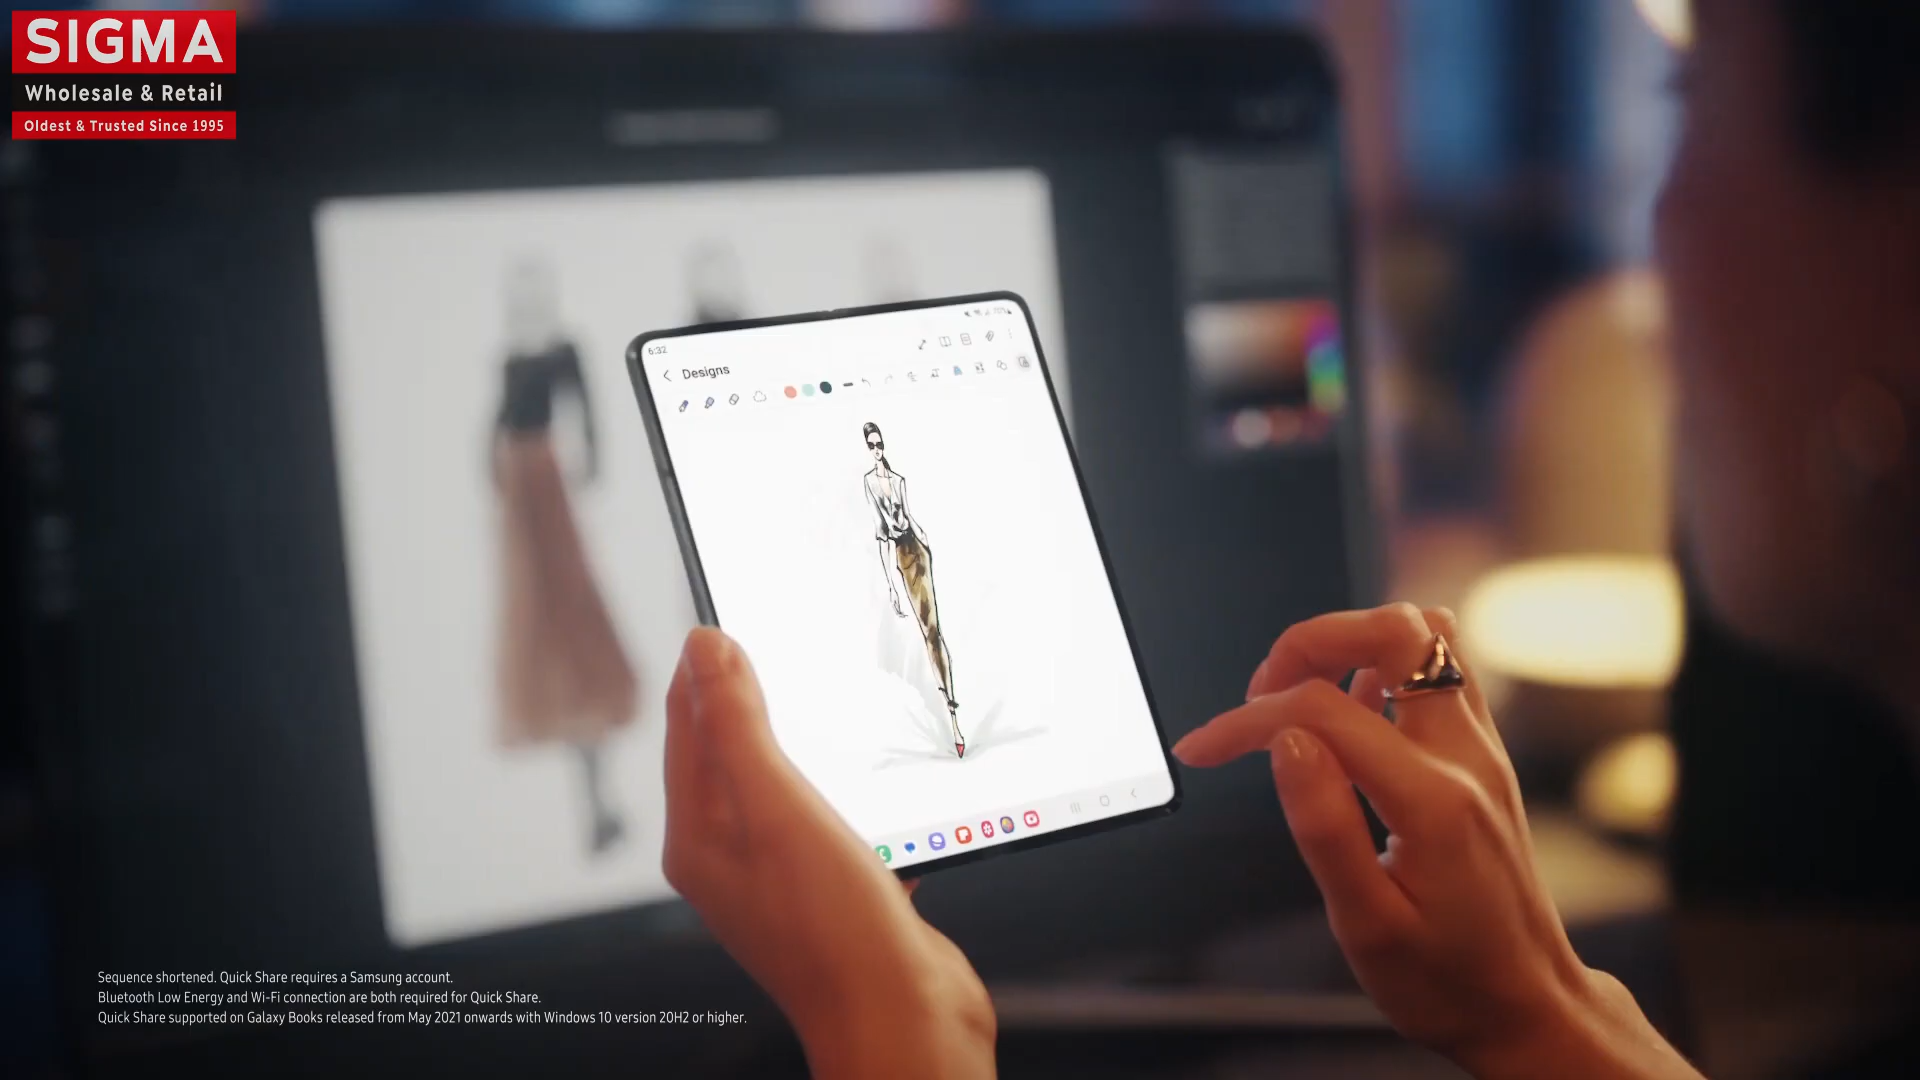 SIGMA
Wholesale & Retail
Oldest & Trusted Since 1995
6:32
Designs
Sequence shortened. Quick Share requires a Samsung account.
Bluetooth Low Energy and Wi-Fi connection are both required for Quick Share.
Quick Share supported on Galaxy Books released from May 2021 onwards with Windows 10 version 20H2 or higher.